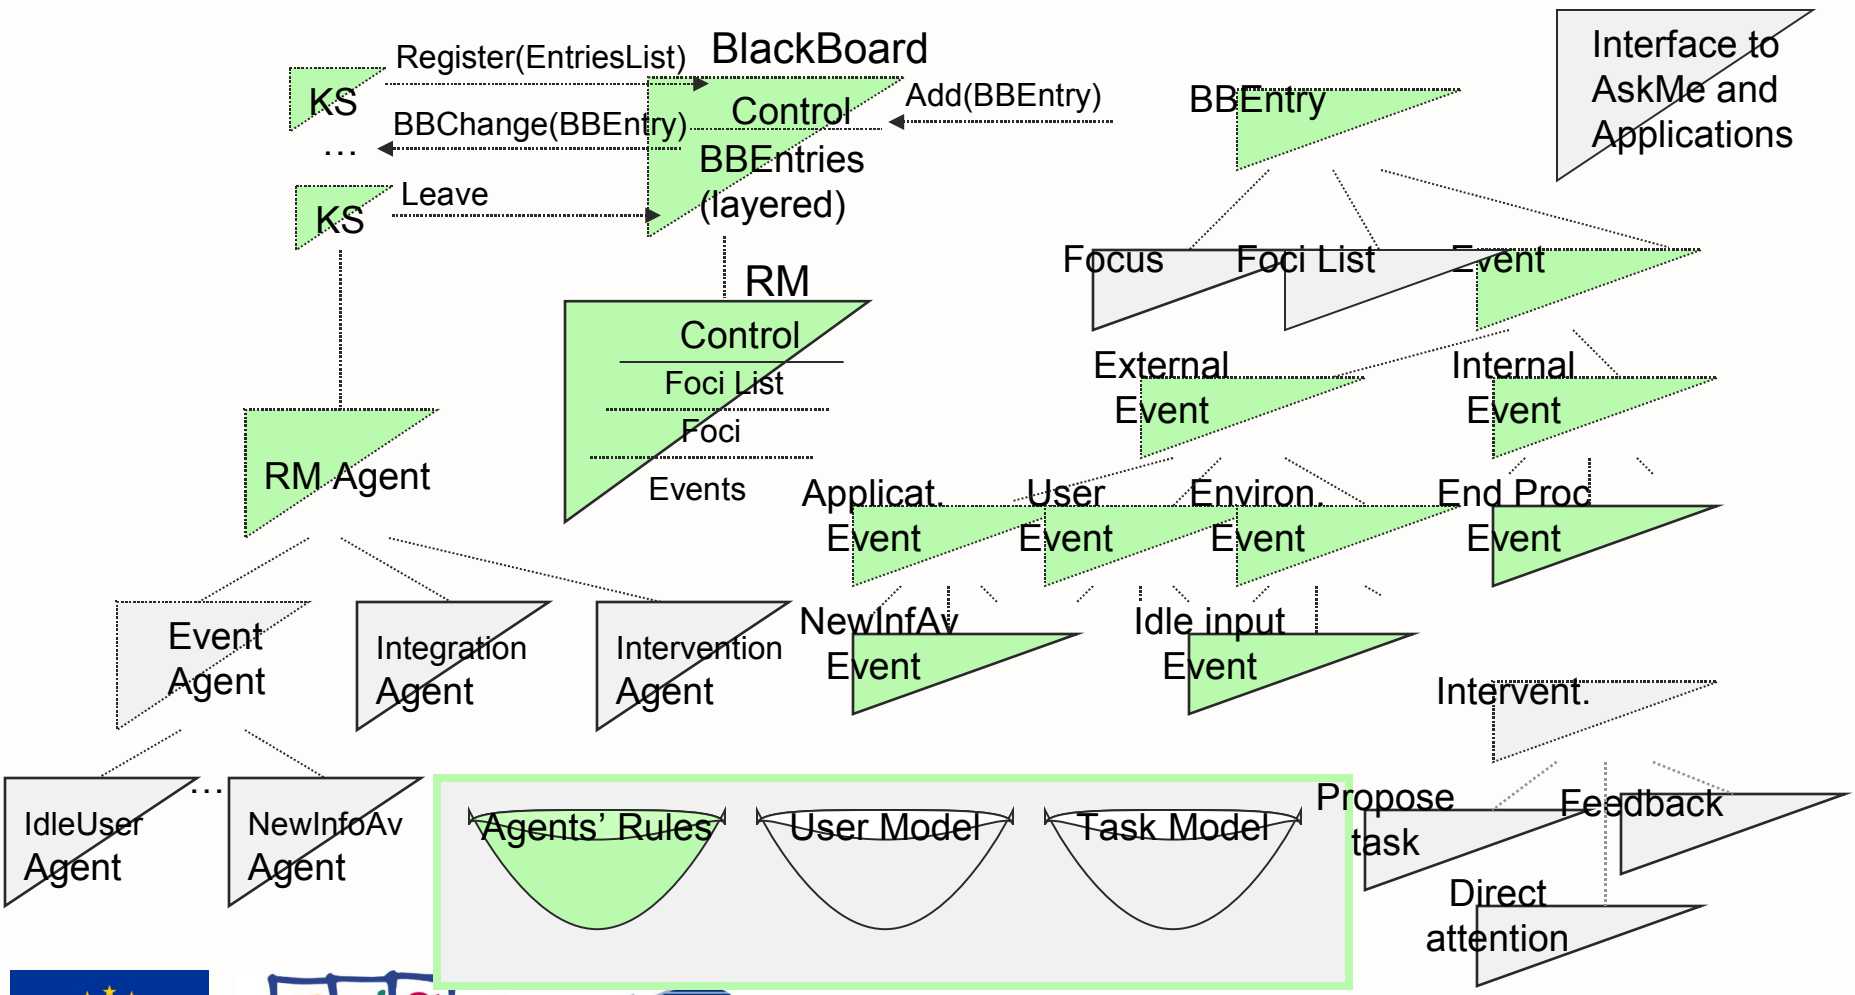 BlackBoard
Register(EntriesList)
KS
Control
BBChange(BBEntry)
Add(BBEntry)
...
BBEntries
(layered)
Leave
KS
BBEntry
Interface to
AskMe and
Applications
RM
Control
Foci List
Foci
Events
Focus
Foci List
Event
External
Event
Internal
Event
RM Agent
Applicat.
Event
User
Event
Environ.
Event
End Proc
Event
Event
Agent
Integration
Agent
Intervention
Agent
NewInfAv
Event
Idle input
Event
Intervent.
IdleUser
Agent
...
NewInfoAv
Agent
Agents’ Rules
User Model
Task Model
Propose
task
Feedback
Direct
attention